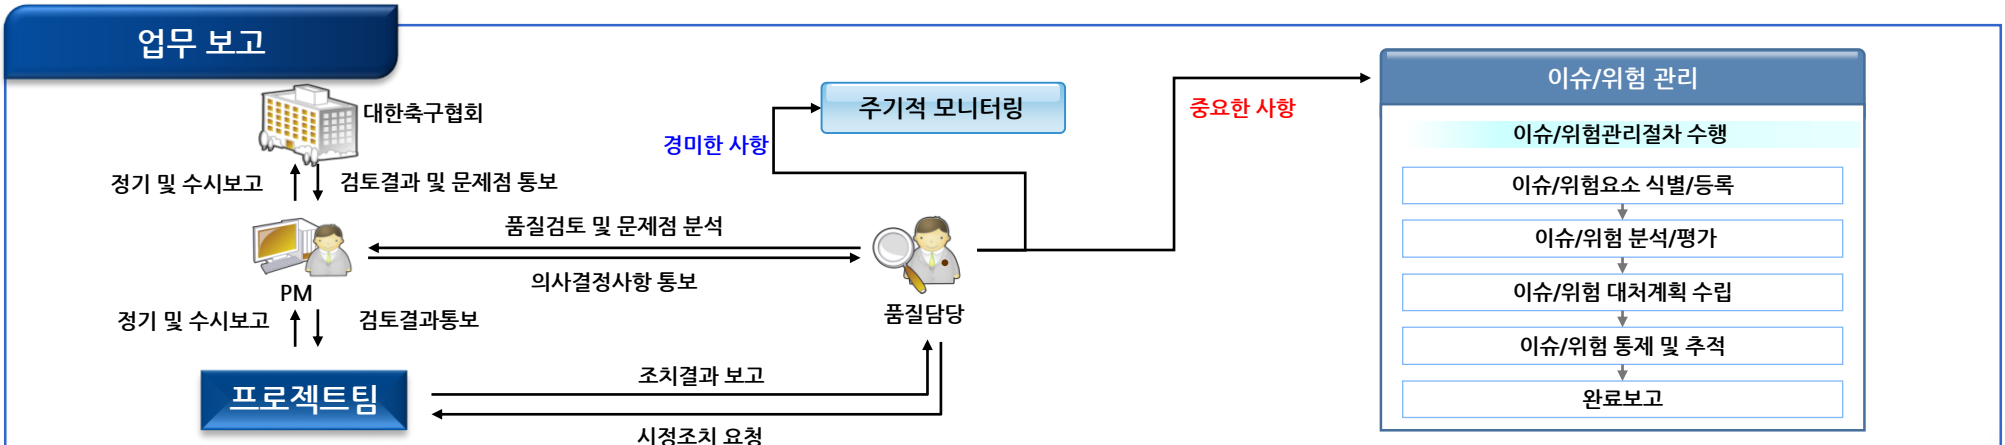 업무 보고
대한축구협회
정기 및 수시보고
검토결과 및 문제점 통보
PM
정기 및 수시보고
검토결과통보
프로젝트팀
품질검토 및 문제점 분석
의사결정사항 통보
조치결과 보고
시정조치 요청
품질담당
경미한 사항
주기적 모니터링
중요한 사항
이슈/위험 관리
이슈/위험관리절차 수행
이슈/위험요소 식별/등록
이슈/위험 분석/평가
이슈/위험 대처계획 수립
이슈/위험 통제 및 추적
완료보고